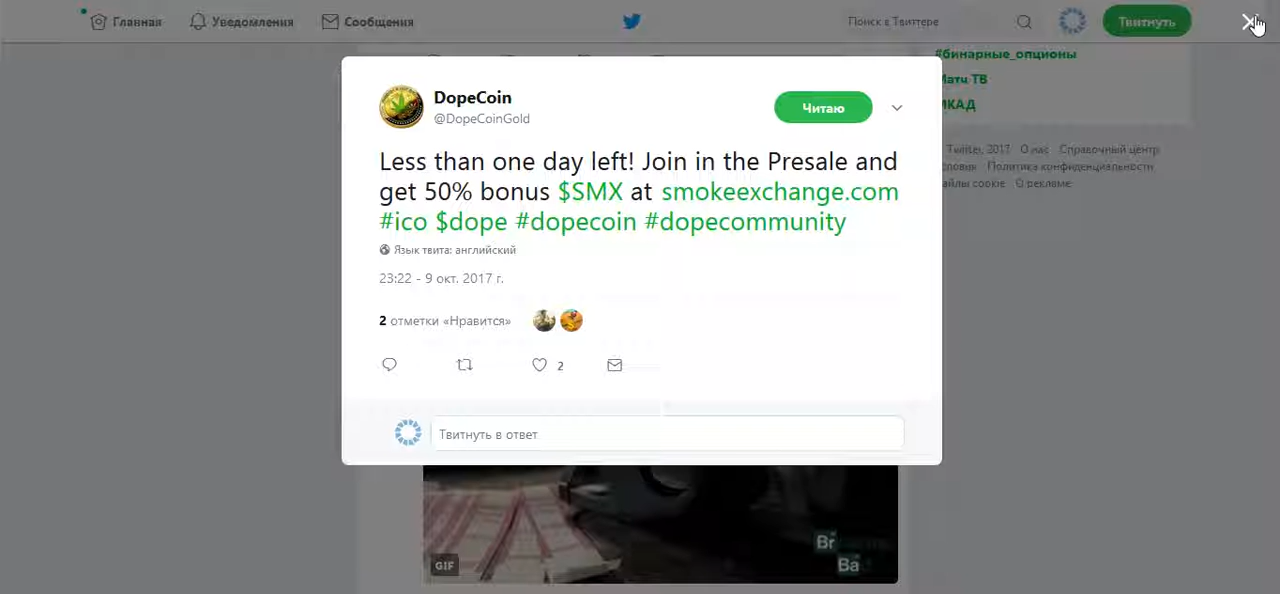 Главная Уведомления Сообщения Поиск в Твиттере Твитнуть
#бинарные_опционы
Матч ТВ
МКАД
Twitter, 2017 О нас Справочный центр
Политика конфиденциальности
файлы cookie О рекламе
DopeCoin
@DopeCoinGold
Читаю
Less than one day left! Join in the Presale and
get 50% bonus $SMX at smokeexchange.com
#ico $dope #dopecoin #dopecommunity
Язык твита: английский
23:22 - 9 окт. 2017 г.
2 отметки «Нравится»
2
Твитнуть в ответ
GIF
Br
Ba